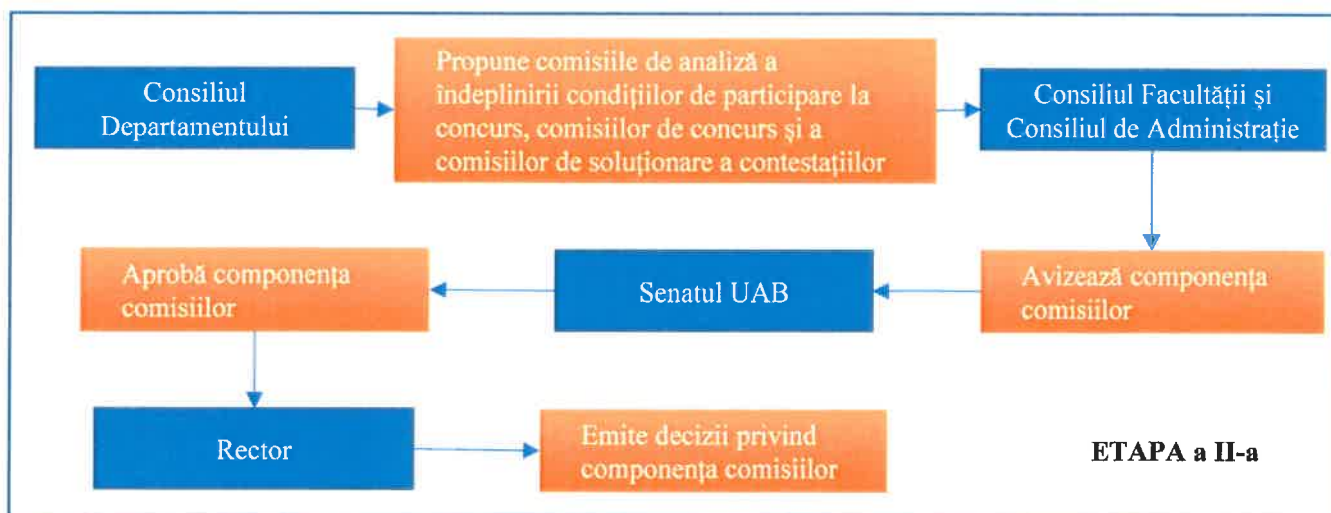 Consiliul
Departamentului
Propune comisiile de analiză a
îndeplinirii condițiilor de participare la
concurs, comisiilor de concurs și a
comisiilor de soluționare a contestațiilor
Consiliul Facultății și
Consiliul de Administrație
Avizează componența
comisiilor
Senatul UAB
Aprobă componența
comisiilor
Rector
Emite decizii privind
componența comisiilor
ETAPA a II-a